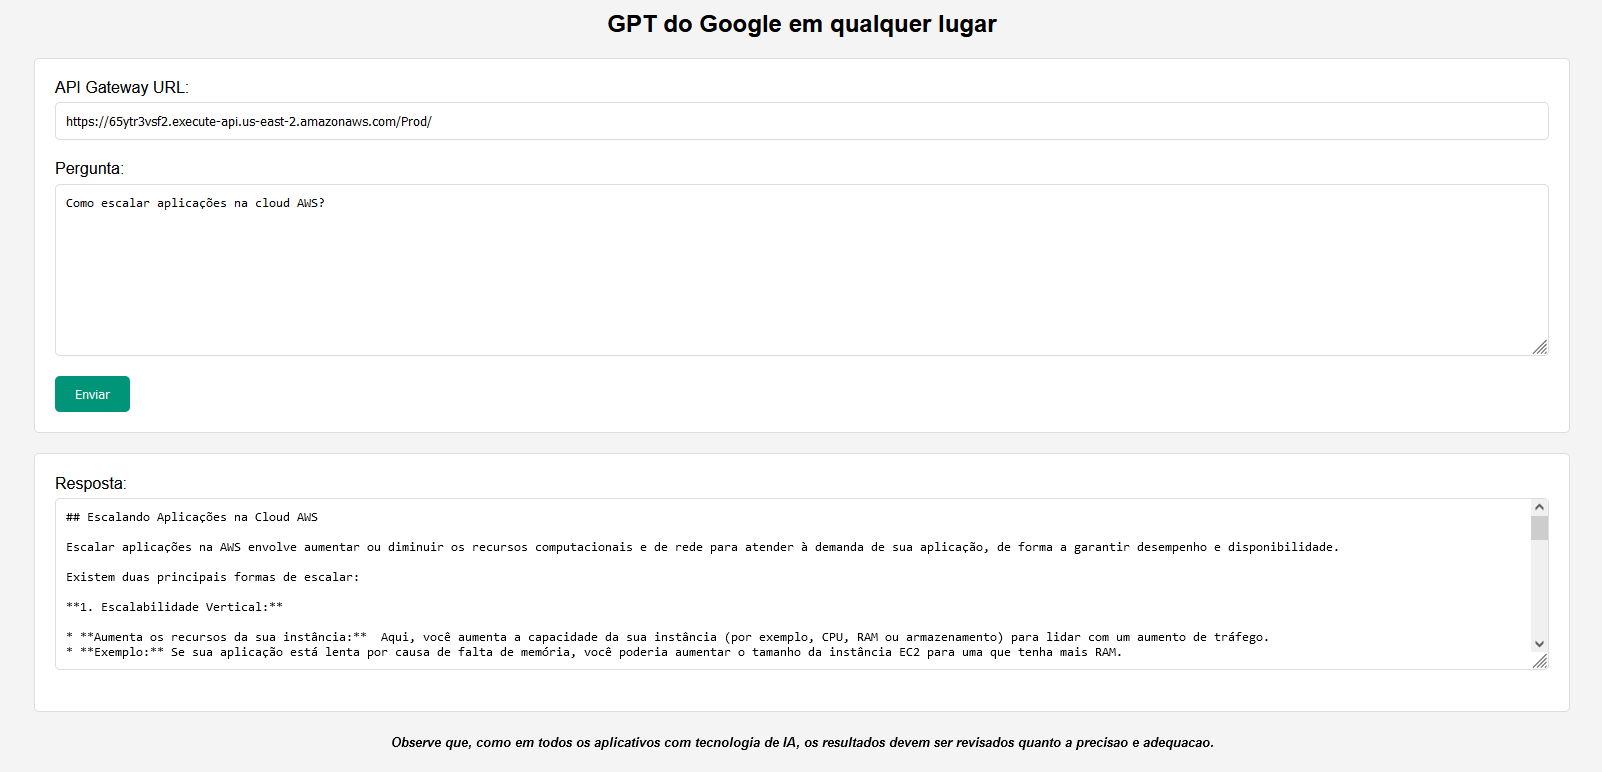 GPT do Google em qualquer lugar
API Gateway URL:
https://65ytr3vsf2.execute-api.us-east-2.amazonaws.com/Prod/
Pergunta:
Como escalar aplicações na cloud AWS?
Enviar
Resposta:
## Escalando Aplicações na Cloud AWS
Escalar aplicações na AWS envolve aumentar ou diminuir os recursos computacionais e de rede para atender à demanda de sua aplicação, de forma a garantir desempenho e disponibilidade.
Existem duas principais formas de escalar:
**1. Escalabilidade Vertical:**
* **Aumenta os recursos da sua instância:**  Aqui, você aumenta a capacidade da sua instância (por exemplo, CPU, RAM ou armazenamento) para lidar com um aumento de tráfego.
* **Exemplo:** Se sua aplicação está lenta por causa de falta de memória, você poderia aumentar o tamanho da instância EC2 para uma que tenha mais RAM.
Observe que, como em todos os aplicativos com tecnologia de IA, os resultados devem ser revisados quanto a precisao e adequacao.